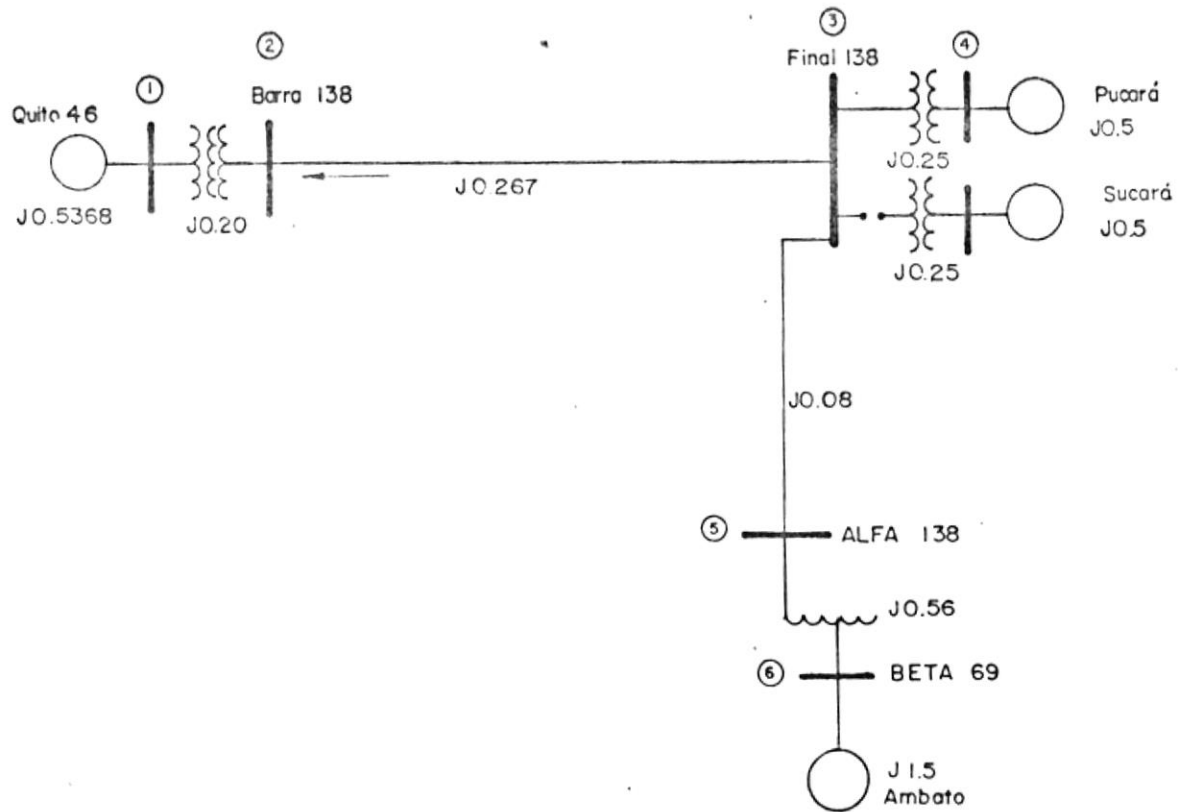 ①
Quito 46
J0.5368
J0.20
②
Barra 138
J0.267
③
Final 138
④
Pucará
J0.5
J0.25
Sucará
J0.5
J0.25
J0.08
⑤
ALFA 138
J0.56
⑥
BETA 69
J1.5
Ambato